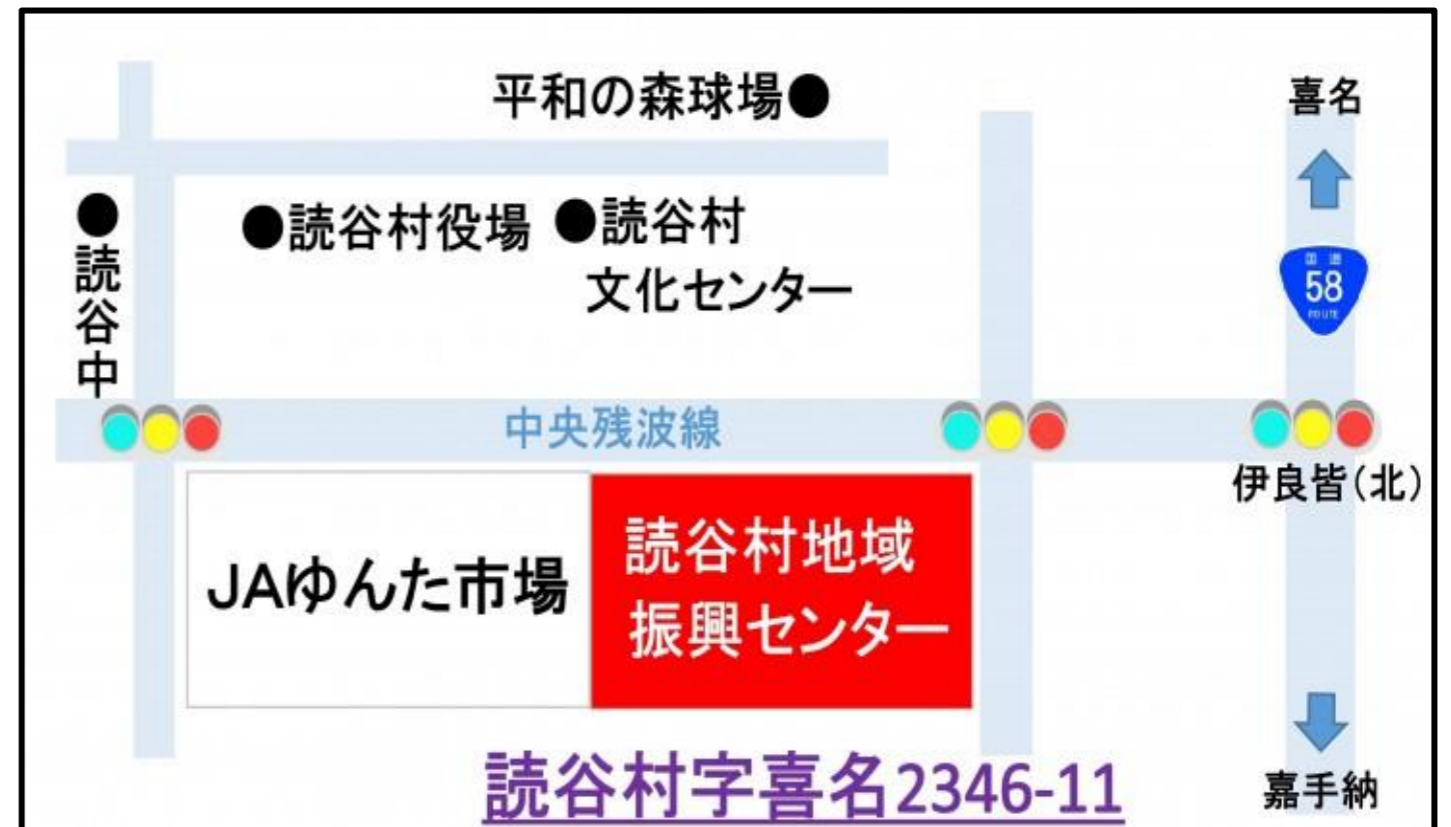 平和の森球場●
喜名
●読谷中
●読谷村役場
●読谷村
文化センター
国道
58
ROUTE
中央残波線
伊良皆(北)
JAゆんた市場
読谷村地域
振興センター
読谷村字喜名2346-11
嘉手納